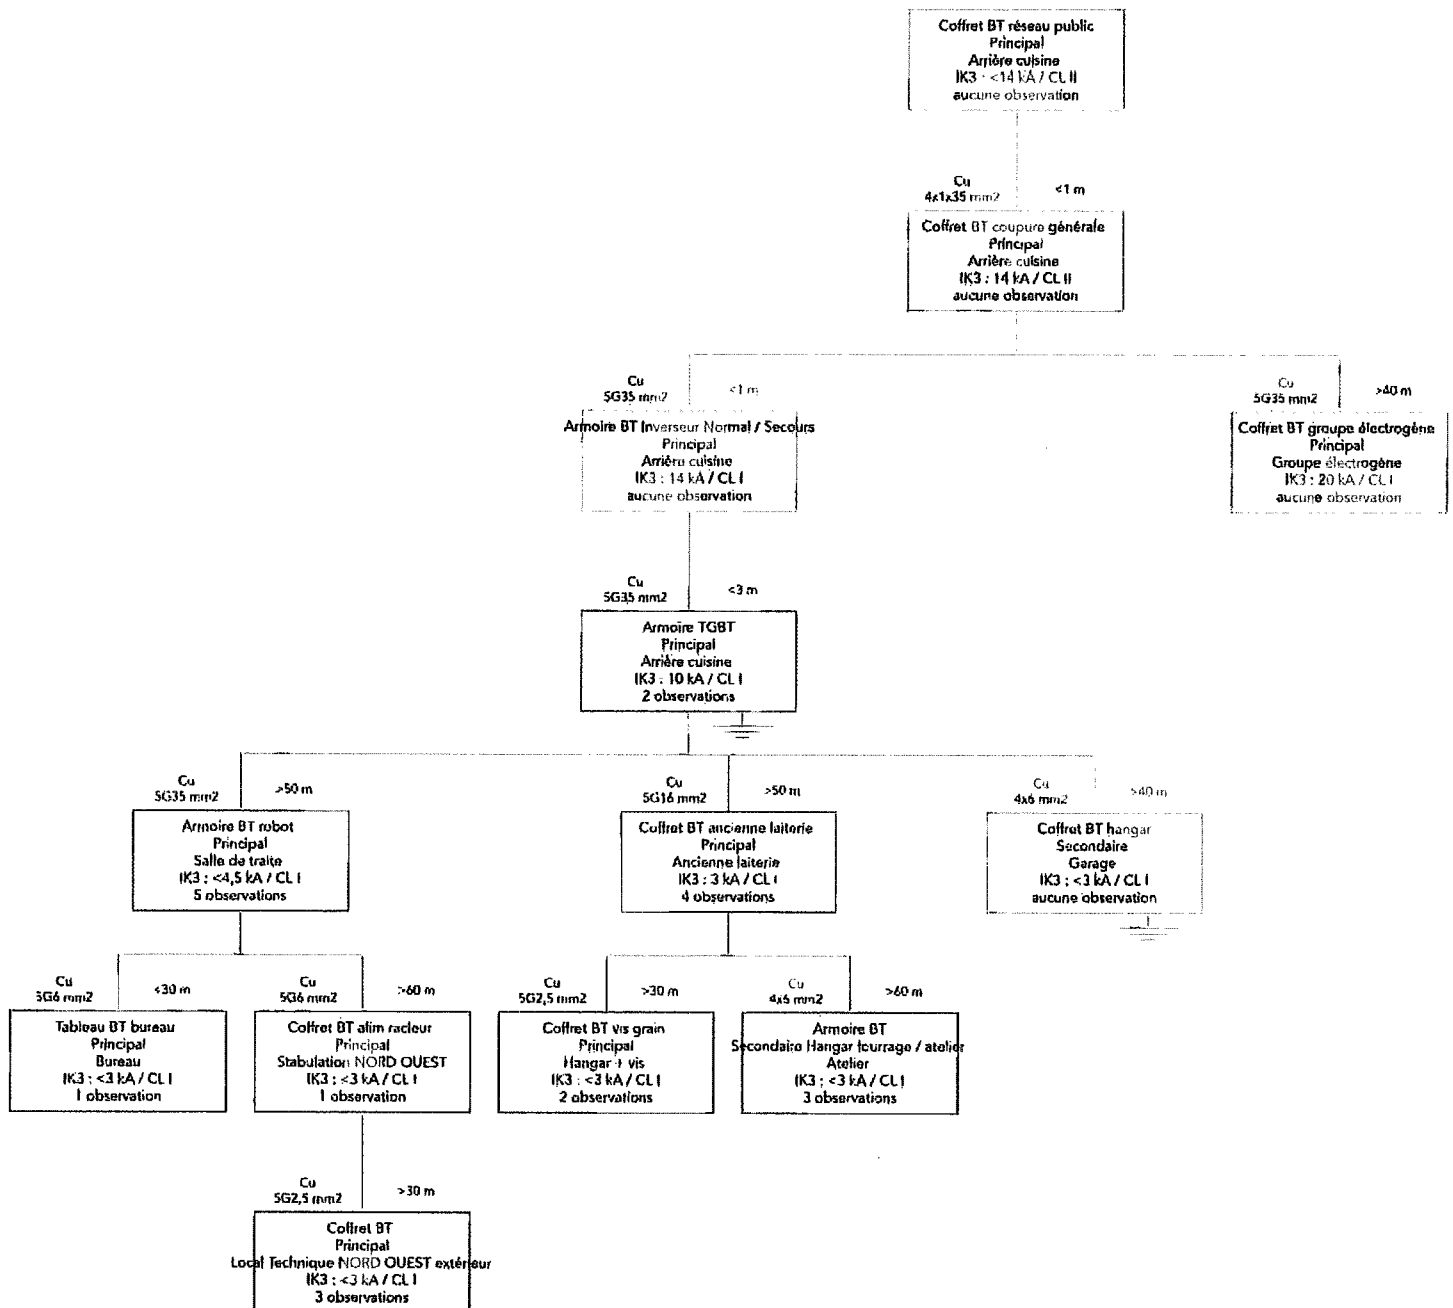 Coffret BT réseau public
Principal
Arrière cuisine
IK3 : <14 kA / CL II
aucune observation
Cu
4x1x35 mm2
<1 m
Coffret BT coupure générale
Principal
Arrière cuisine
IK3 : 14 kA / CL II
aucune observation
Cu
5G35 mm2
<1 m
Armoire BT Inverseur Normal / Secours
Principal
Arrière cuisine
IK3 : 14 kA / CL I
aucune observation
Cu
5G35 mm2
>40 m
Coffret BT groupe électrogène
Principal
Groupe électrogène
IK3 : 20 kA / CL I
aucune observation
Cu
5G35 mm2
<3 m
Armoire TGBT
Principal
Arrière cuisine
IK3 : 10 kA / CL I
2 observations
Cu
5G35 mm2
>50 m
Armoire BT robot
Principal
Salle de traite
IK3 : <4,5 kA / CL I
5 observations
Cu
5G16 mm2
>50 m
Coffret BT ancienne laiterie
Principal
Ancienne laiterie
IK3 : 3 kA / CL I
4 observations
Cu
4x6 mm2
>40 m
Coffret BT hangar
Secondaire
Garage
IK3 : <3 kA / CL I
aucune observation
Cu
5G6 mm2
<30 m
Tableau BT bureau
Principal
Bureau
IK3 : <3 kA / CL I
1 observation
Cu
5G6 mm2
>60 m
Coffret BT alim racleur
Principal
Stabulation NORD OUEST
IK3 : <3 kA / CL I
1 observation
Cu
5G2,5 mm2
>30 m
Coffret BT vis grain
Principal
Hangar + vis
IK3 : <3 kA / CL I
2 observations
Cu
4x6 mm2
>60 m
Armoire BT
Secondaire Hangar fourrage / atelier
Atelier
IK3 : <3 kA / CL I
3 observations
Cu
5G2,5 mm2
>30 m
Coffret BT
Principal
Local Technique NORD OUEST extérieur
IK3 : <3 kA / CL I
3 observations